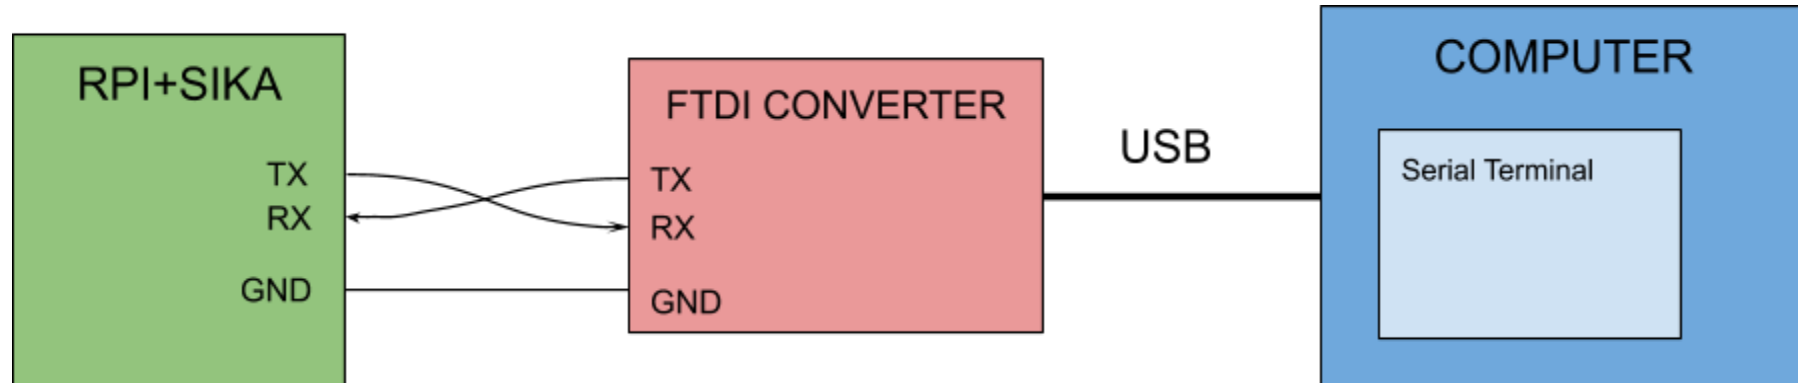 RPI+SIKA
TX
RX
GND
FTDI CONVERTER
TX
RX
GND
USB
COMPUTER
Serial Terminal